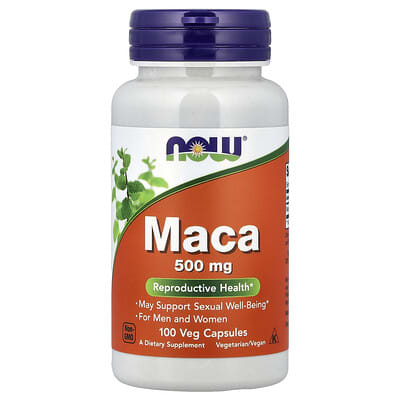 NOW®
Maca
500 mg
Reproductive Health*
•May Support Sexual Well-Being*
•For Men and Women
Non-
GMO
100 Veg Capsules
A Dietary Supplement Vegetarian/Vegan
K